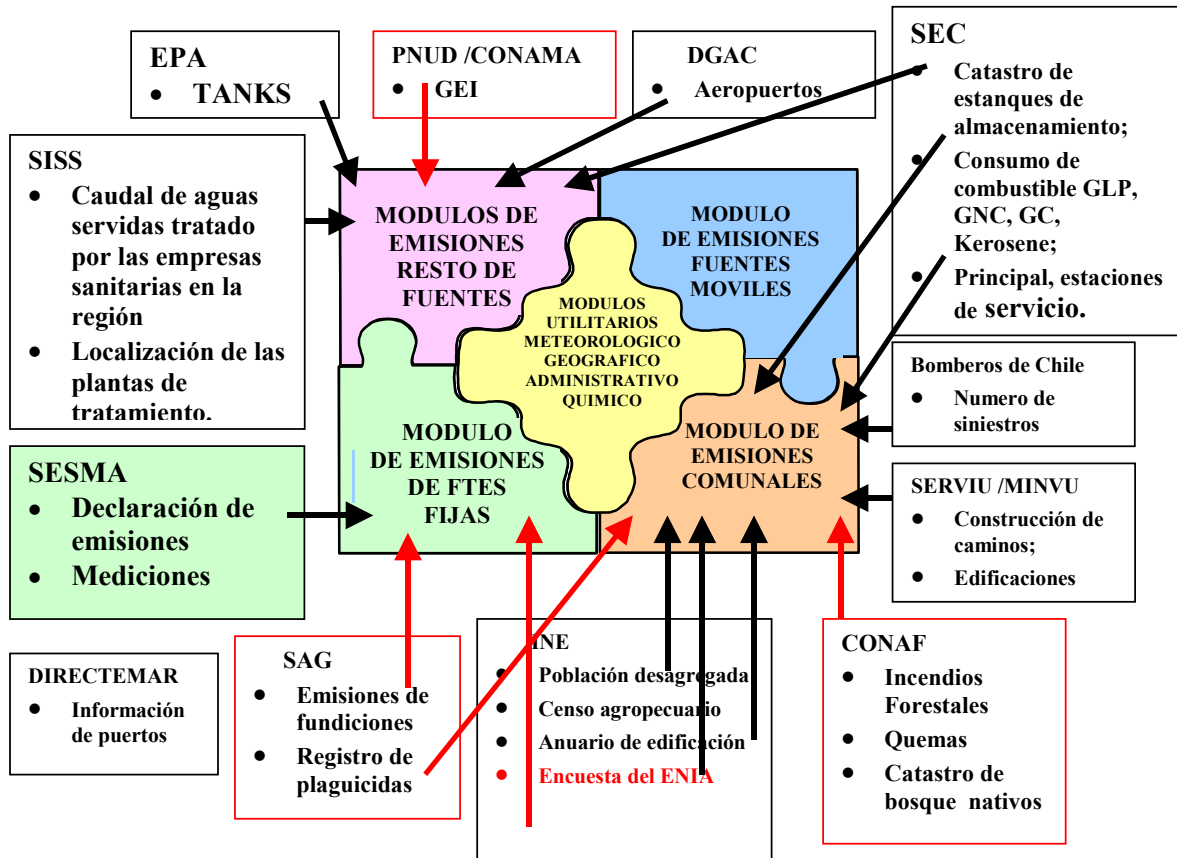 EPA
• TANKS
PNUD /CONAMA
• GEI
DGAC
• Aeropuertos
SEC
• Catastro de
estanques de
almacenamiento;
• Consumo de
combustible GLP,
GNC, GC,
Kerosene;
• Principal, estaciones
de servicio.
SISS
• Caudal de aguas
servidas tratado
por las empresas
sanitarias en la
región
• Localización de las
plantas de
tratamiento.
MODULOS DE
EMISIONES
RESTO DE
FUENTES
MODULO
DE EMISIONES
FUENTES
MOVILES
MODULOS
UTILITARIOS
METEOROLOGICO
GEOGRAFICO
ADMINISTRATIVO
QUIMICO
MODULO
DE EMISIONES
DE FTES
FIJAS
MODULO DE
EMISIONES
COMUNALES
Bomberos de Chile
• Numero de
siniestros
SESMA
• Declaración de
emisiones
• Mediciones
SERVIU /MINVU
• Construcción de
caminos;
• Edificaciones
DIRECTEMAR
• Información
de puertos
SAG
• Emisiones de
fundiciones
• Registro de
plaguicidas
INE
• Población desagregada
• Censo agropecuario
• Anuario de edificación
• Encuesta del ENIA
CONAF
• Incendios
Forestales
• Quemas
• Catastro de
bosque nativos